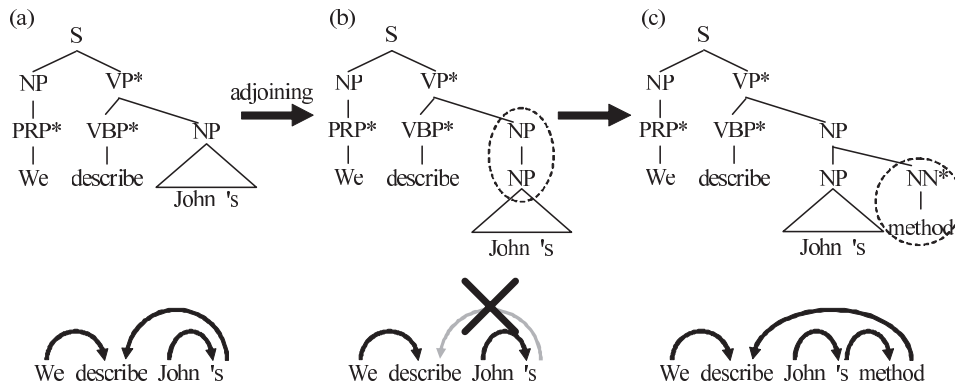 (a)
S
NP VP*
PRP* VBP* NP
We describe
John 's
We describe John 's
adjoining
(b)
S
NP VP*
PRP* VBP* NP
We describe NP
John 's
We describe John 's
(c)
S
NP VP*
PRP* VBP* NP
We describe NP NN*
method
John 's
We describe John 's method